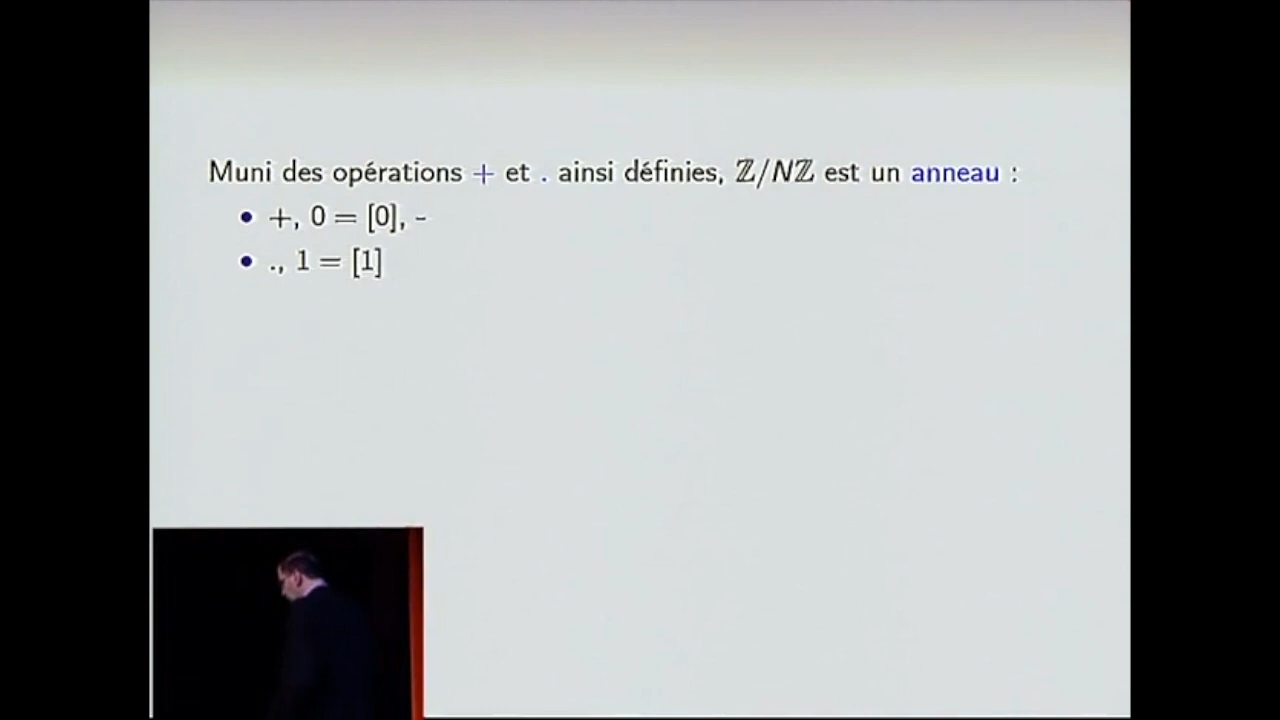 Muni des opérations + et . ainsi définies, ℤ/Nℤ est un anneau :
• +, 0 = [0], -
• ., 1 = [1]